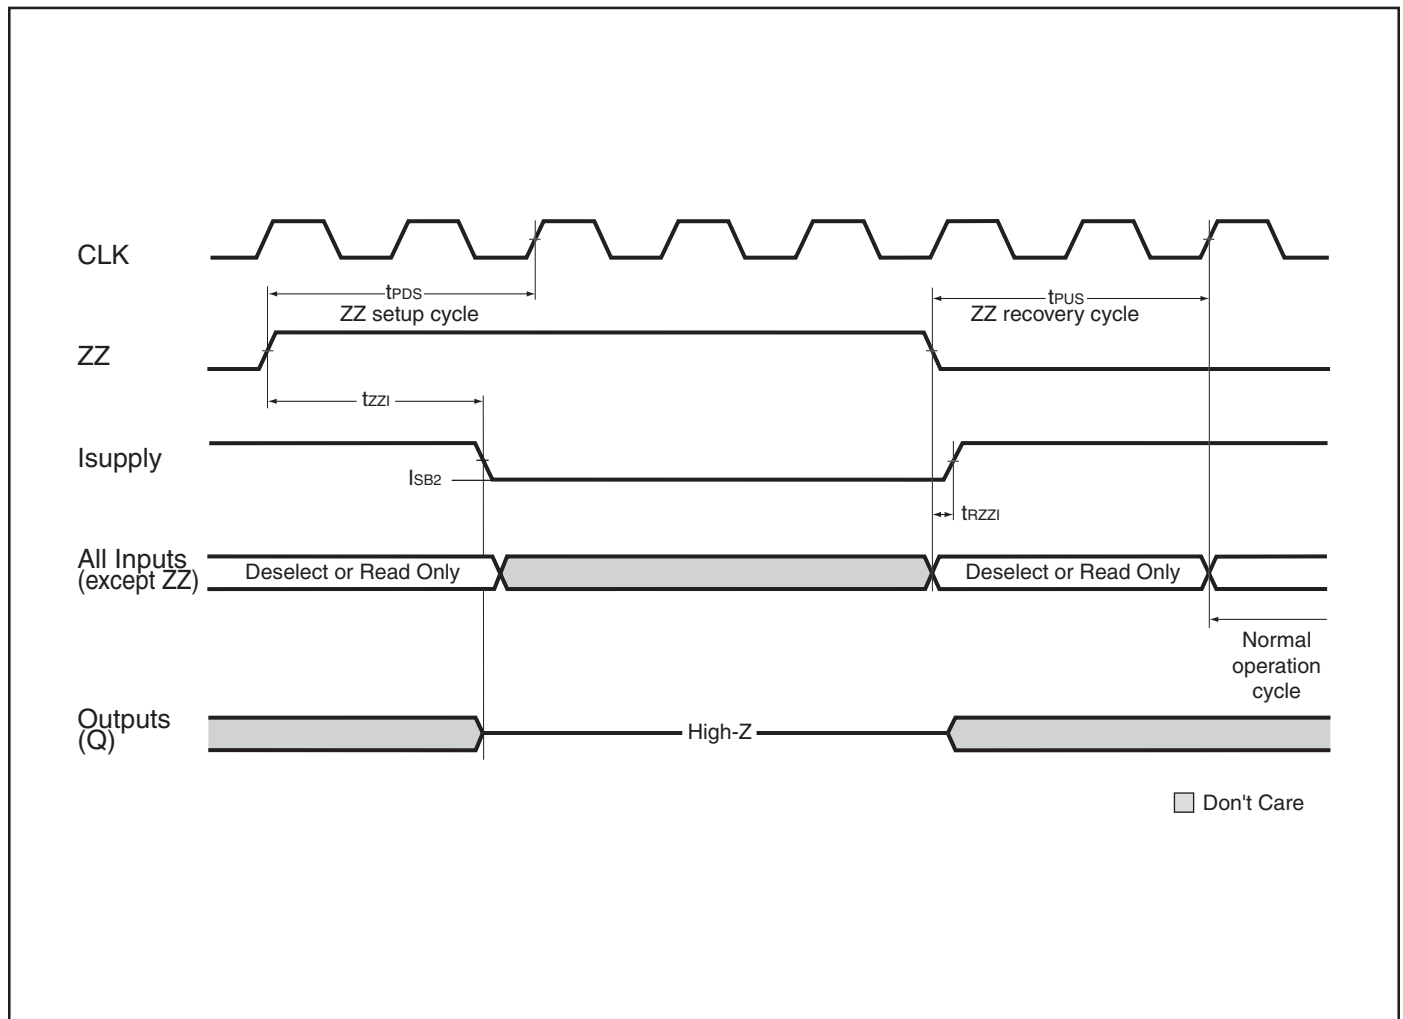 CLK
tPDS
ZZ setup cycle
tPUS
ZZ recovery cycle
ZZ
tZZI
Isupply
ISB2
tRZZI
All Inputs
(except ZZ)
Deselect or Read Only
Deselect or Read Only
Normal
operation
cycle
Outputs
(Q)
High-Z
Don't Care